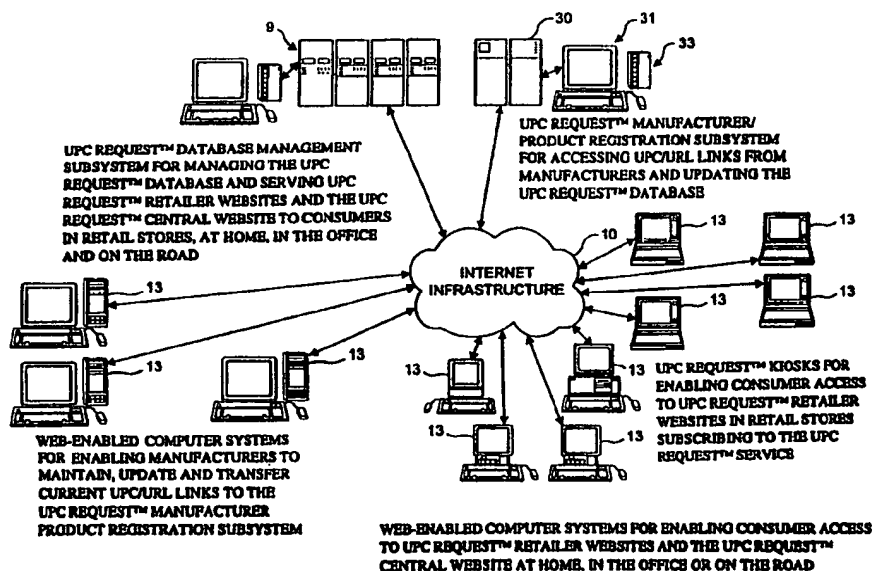 9
30
31
33
UPC REQUEST™ DATABASE MANAGEMENT
SUBSYSTEM FOR MANAGING THE UPC
REQUEST™ DATABASE AND SERVING UPC
REQUEST™ RETAILER WEBSITES AND THE UPC
REQUEST™ CENTRAL WEBSITE TO CONSUMERS
IN RETAIL STORES, AT HOME, IN THE OFFICE
AND ON THE ROAD
UPC REQUEST™ MANUFACTURER/
PRODUCT REGISTRATION SUBSYSTEM
FOR ACCESSING UPC/URL LINKS FROM
MANUFACTURERS AND UPDATING THE
UPC REQUEST™ DATABASE
10
INTERNET
INFRASTRUCTURE
13
13
13
13
13
13
13
WEB-ENABLED COMPUTER SYSTEMS
FOR ENABLING MANUFACTURERS TO
MAINTAIN, UPDATE AND TRANSFER
CURRENT UPC/URL LINKS TO THE
UPC REQUEST™ MANUFACTURER
PRODUCT REGISTRATION SUBSYSTEM
13
13
13
13
UPC REQUEST™ KIOSKS FOR
ENABLING CONSUMER ACCESS
TO UPC REQUEST™ RETAILER
WEBSITES IN RETAIL STORES
SUBSCRIBING TO THE UPC
REQUEST™ SERVICE
WEB-ENABLED COMPUTER SYSTEMS FOR ENABLING CONSUMER ACCESS
TO UPC REQUEST™ RETAILER WEBSITES AND THE UPC REQUEST™
CENTRAL WEBSITE AT HOME, IN THE OFFICE OR ON THE ROAD